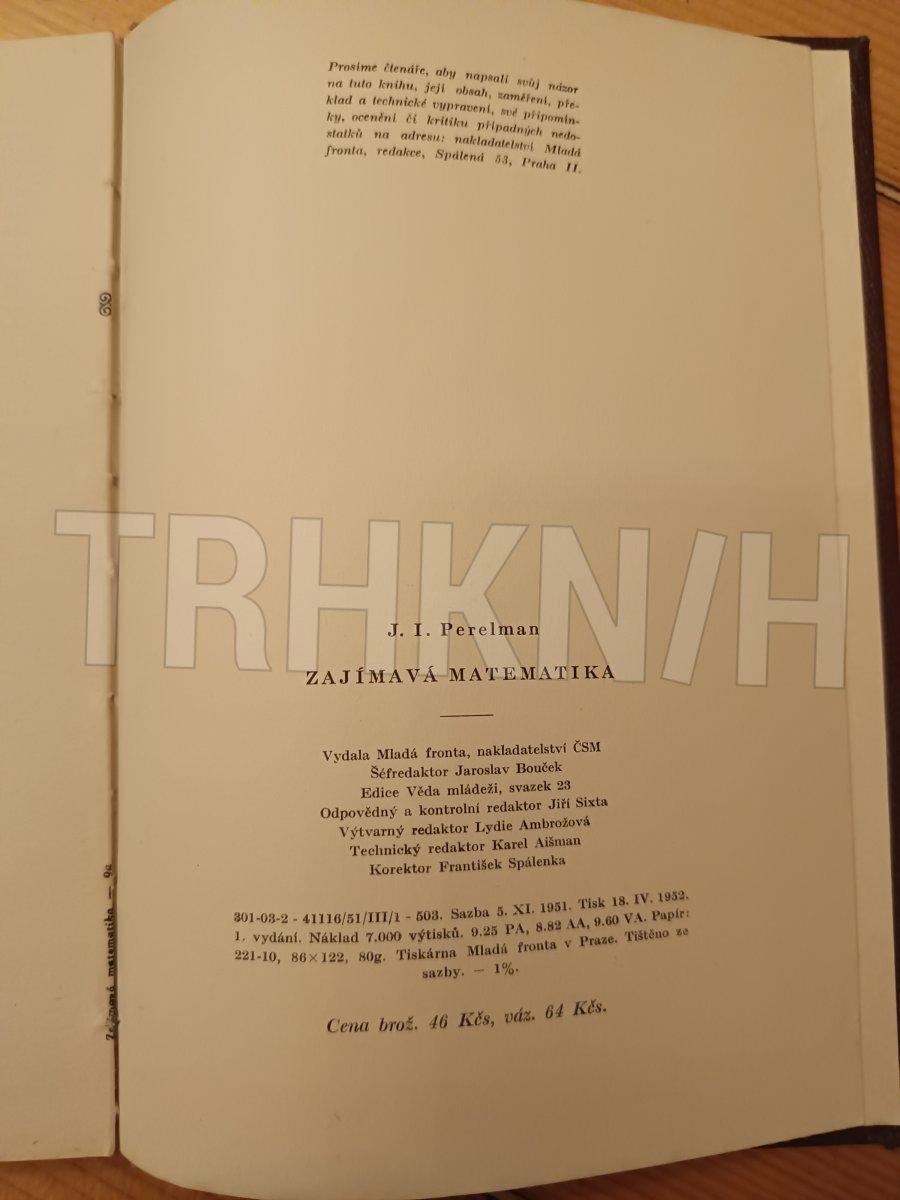 Prosíme čtenáře, aby napsali svůj názor
na tuto knihu, její obsah, zaměření, pře-
klad a technické vypravení, své připomín-
ky, ocenění či kritiku případných nedo-
statků na adresu: nakladatelství Mladá
fronta, redakce, Spálená 53, Praha II.
TRHKNIH
J. I. Perelman
ZAJÍMAVÁ MATEMATIKA
Vydala Mladá fronta, nakladatelství ČSM
Šéfredaktor Jaroslav Bouček
Edice Věda mládeži, svazek 23
Odpovědný a kontrolní redaktor Jiří Sixta
Výtvarný redaktor Lydie Ambrožová
Technický redaktor Karel Aišman
Korektor František Spálenka
301-03-2 - 41116/51/III/1 - 503. Sazba 5. XI. 1951. Tisk 18. IV. 1952.
1. vydání. Náklad 7.000 výtisků. 9.25 PA, 8.82 AA, 9.60 VA. Papír:
221-10, 86×122, 80g. Tiskárna Mladá fronta v Praze. Tištěno ze
sazby. — 1%.
Cena brož. 46 Kčs, váz. 64 Kčs.
Zajímavá matematika — 9a